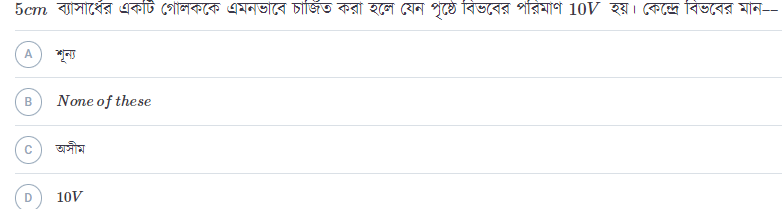 5cm ব্যাসার্ধের একটি গোলককে এমনভাবে চার্জিত করা হলে যেন পৃষ্ঠে বিভবের পরিমাণ 10V হয়। কেন্দ্রে বিভবের মান--
A শূন্য
B None of these
C অসীম
D 10V